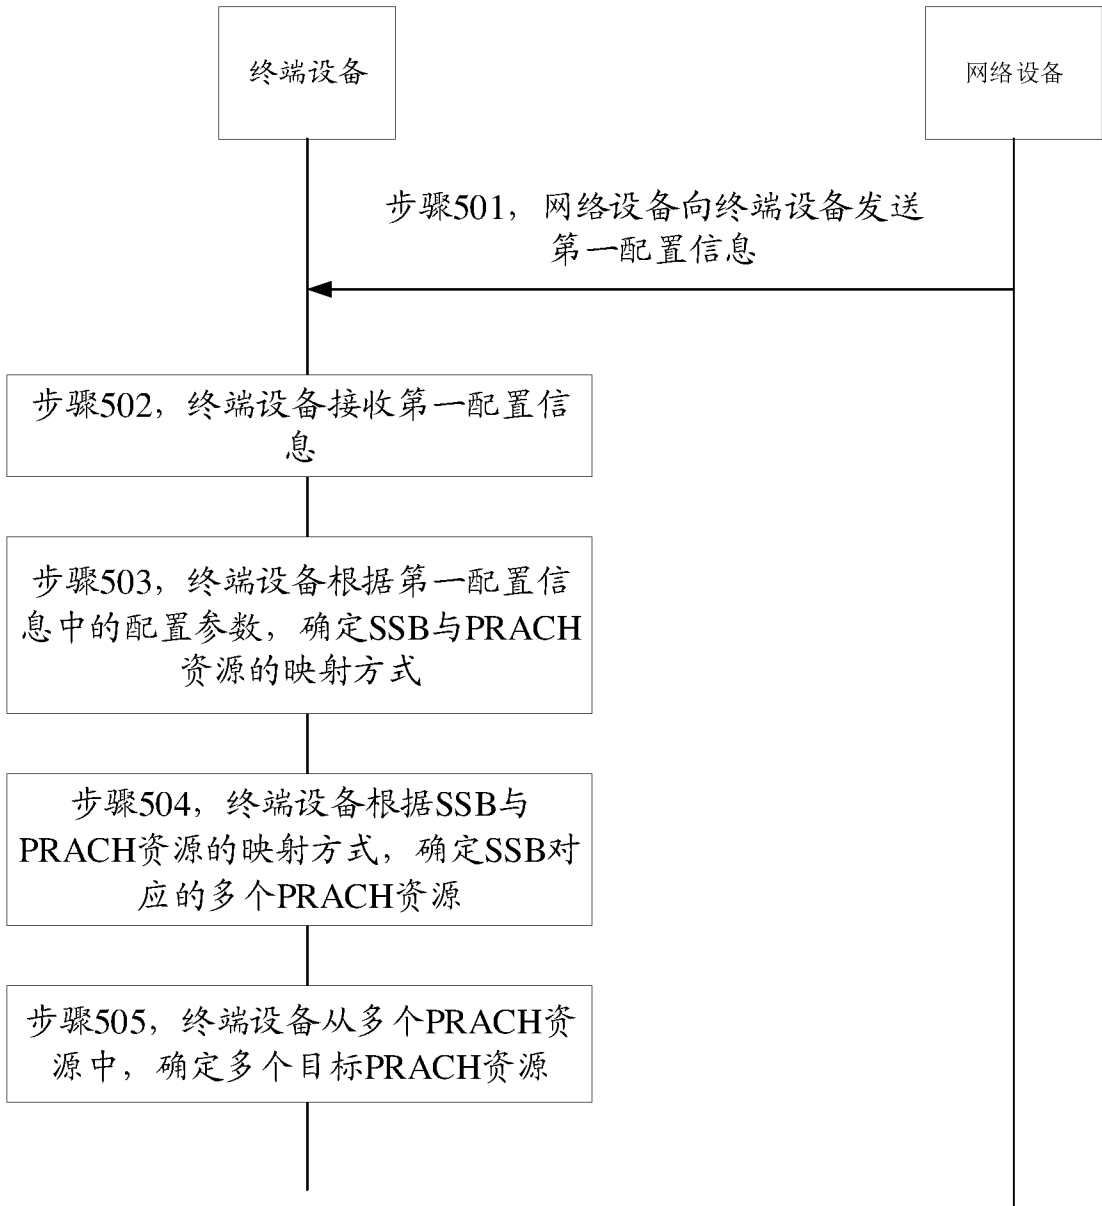 终端设备
网络设备
步骤501，网络设备向终端设备发送
第一配置信息
步骤502，终端设备接收第一配置信
息
步骤503，终端设备根据第一配置信
息中的配置参数，确定SSB与PRACH
资源的映射方式
步骤504，终端设备根据SSB与
PRACH资源的映射方式，确定SSB对
应的多个PRACH资源
步骤505，终端设备从多个PRACH资
源中，确定多个目标PRACH资源